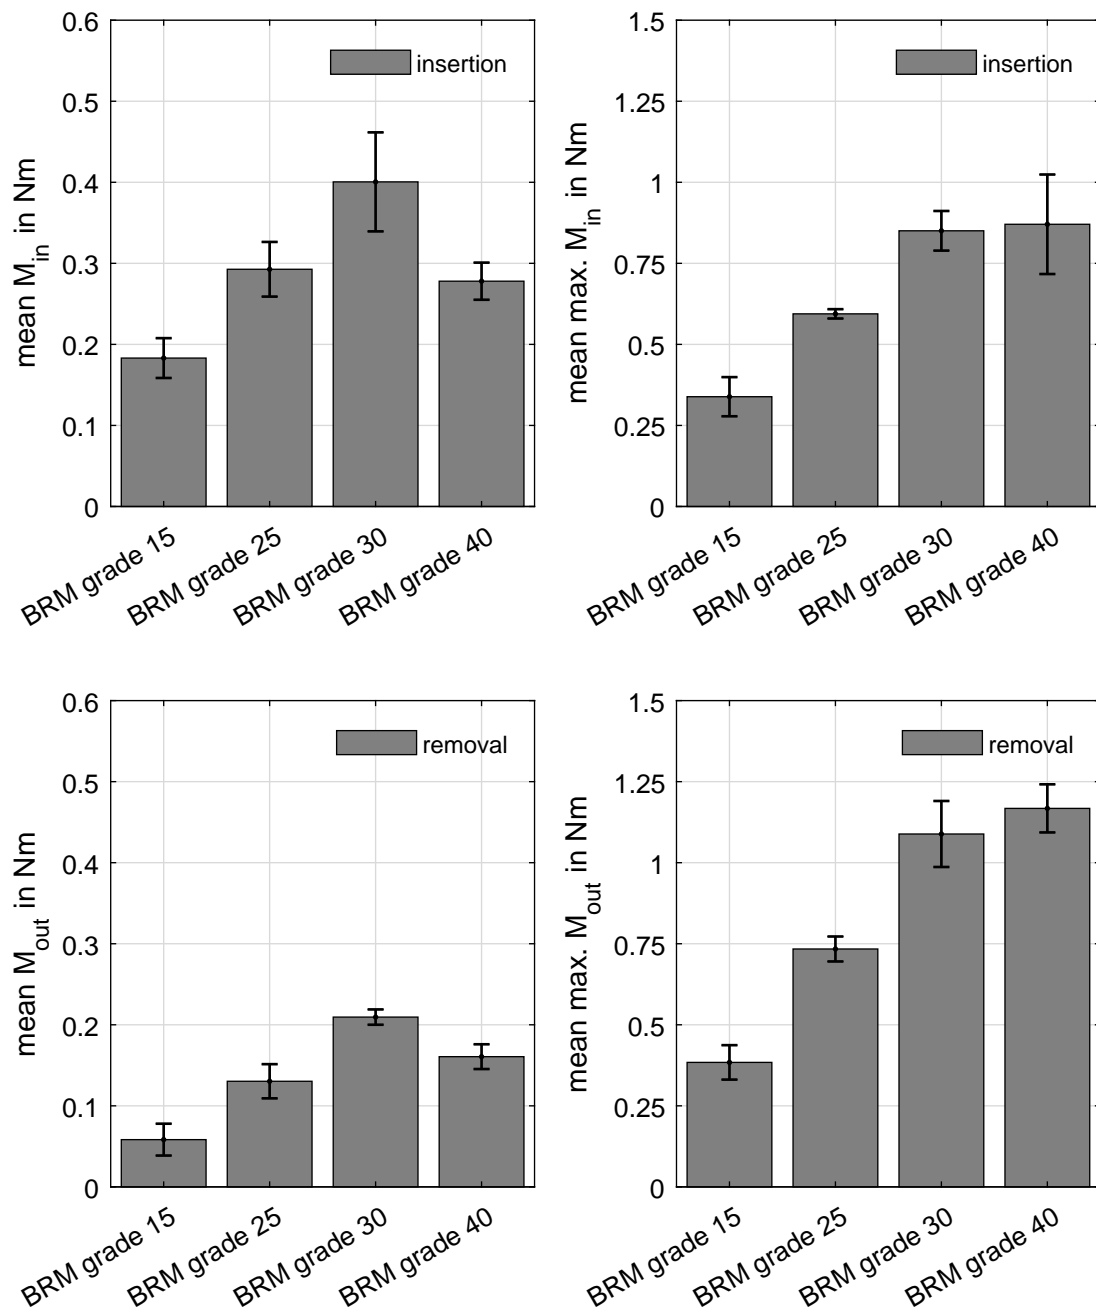 0.6
0.5
0.4
0.3
0.2
0.1
0
mean M_in in Nm
insertion
BRM grade 15
BRM grade 25
BRM grade 30
BRM grade 40
1.5
1.25
1
0.75
0.5
0.25
0
mean max. M_in in Nm
insertion
BRM grade 15
BRM grade 25
BRM grade 30
BRM grade 40
0.6
0.5
0.4
0.3
0.2
0.1
0
mean M_out in Nm
removal
BRM grade 15
BRM grade 25
BRM grade 30
BRM grade 40
1.5
1.25
1
0.75
0.5
0.25
0
mean max. M_out in Nm
removal
BRM grade 15
BRM grade 25
BRM grade 30
BRM grade 40